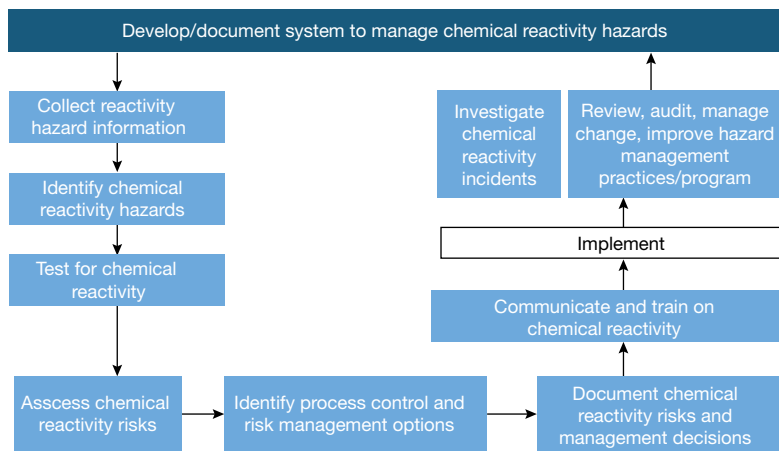 Develop/document system to manage chemical reactivity hazards
Collect reactivity
hazard information
Identify chemical
reactivity hazards
Test for chemical
reactivity
Asscess chemical
reactivity risks
Identify process control and
risk management options
Document chemical
reactivity risks and
management decisions
Communicate and train on
chemical reactivity
Implement
Investigate
chemical
reactivity
incidents
Review, audit, manage
change, improve hazard
management
practices/program